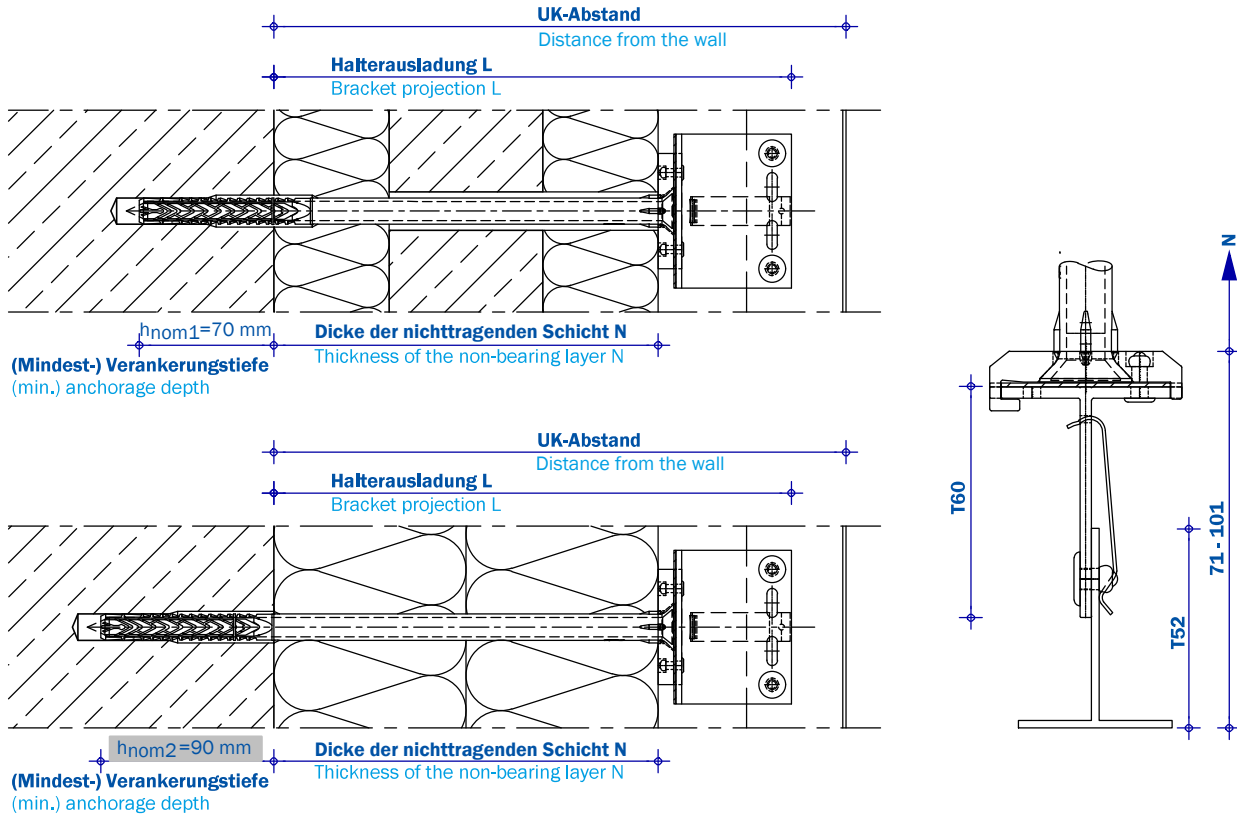 UK-Abstand
Distance from the wall
Halterausladung L
Bracket projection L
hnom1=70 mm
Dicke der nichttragenden Schicht N
Thickness of the non-bearing layer N
(Mindest-) Verankerungstiefe
(min.) anchorage depth
UK-Abstand
Distance from the wall
Halterausladung L
Bracket projection L
hnom2=90 mm
Dicke der nichttragenden Schicht N
Thickness of the non-bearing layer N
(Mindest-) Verankerungstiefe
(min.) anchorage depth
N
T60
T52
71 - 101